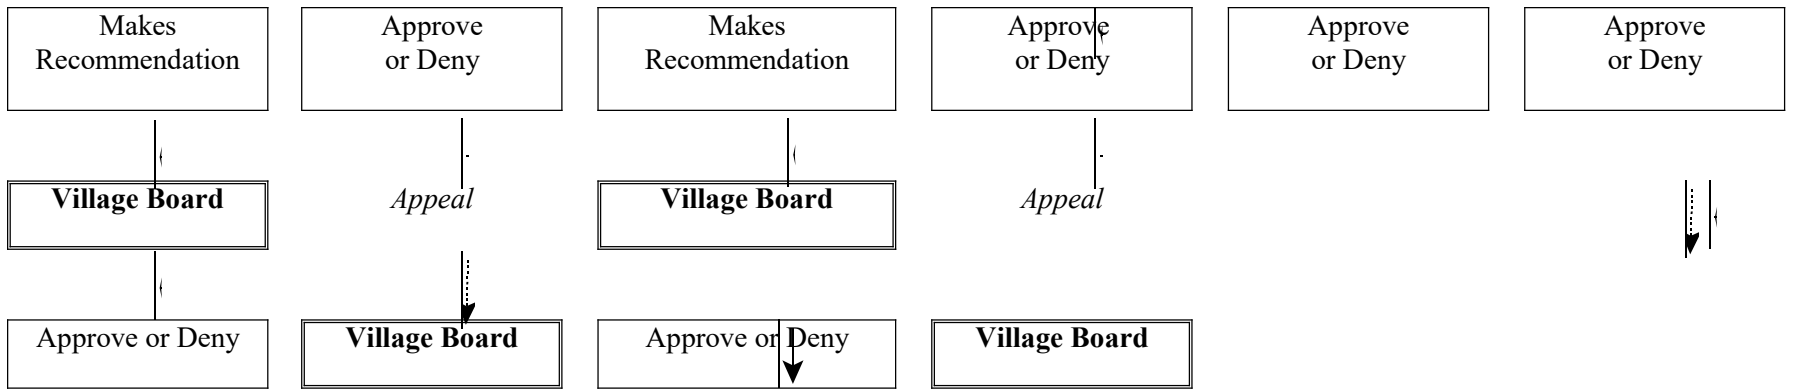 Makes
Recommendation
Approve
or Deny
Makes
Recommendation
Approve
or Deny
Approve
or Deny
Approve
or Deny
Village Board
Appeal
Village Board
Appeal
Approve or Deny
Village Board
Approve or Deny
Village Board